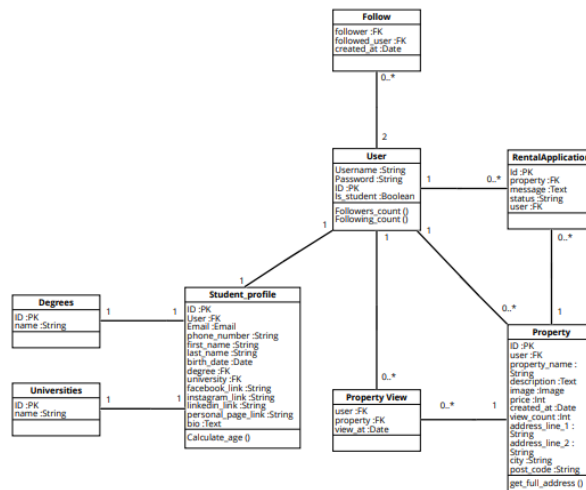 Follow
follower :FK
followed_user :FK
created_at :Date
0..*
2
User
Username :String
Password :String
ID :PK
Is_student :Boolean
Followers_count ()
Following_count()
1
0..*
RentalApplication
Id :PK
property :FK
message :Text
status :String
user :FK
1
1
1
0..*
1
Student_profile
ID :PK
User :FK
Email :Email
phone_number :String
first_name :String
last_name :String
birth_date :Date
degree :FK
university :FK
facebook_link :String
instagram_link :String
linkedin_link :String
personal_page_link :String
bio :Text
Calculate_age ()
Degrees
ID :PK
name :String
1
1
Universities
ID :PK
name :String
1
1
0..*
1
Property
ID :PK
user :FK
property_name :
String
description :Text
image :Image
price :Int
created_at :Date
view_count :Int
address_line_1 :
String
address_line_2 :
String
city :String
post_code :String
get_full_address ()
0..*
Property View
user :FK
property :FK
view_at :Date
0..*
1